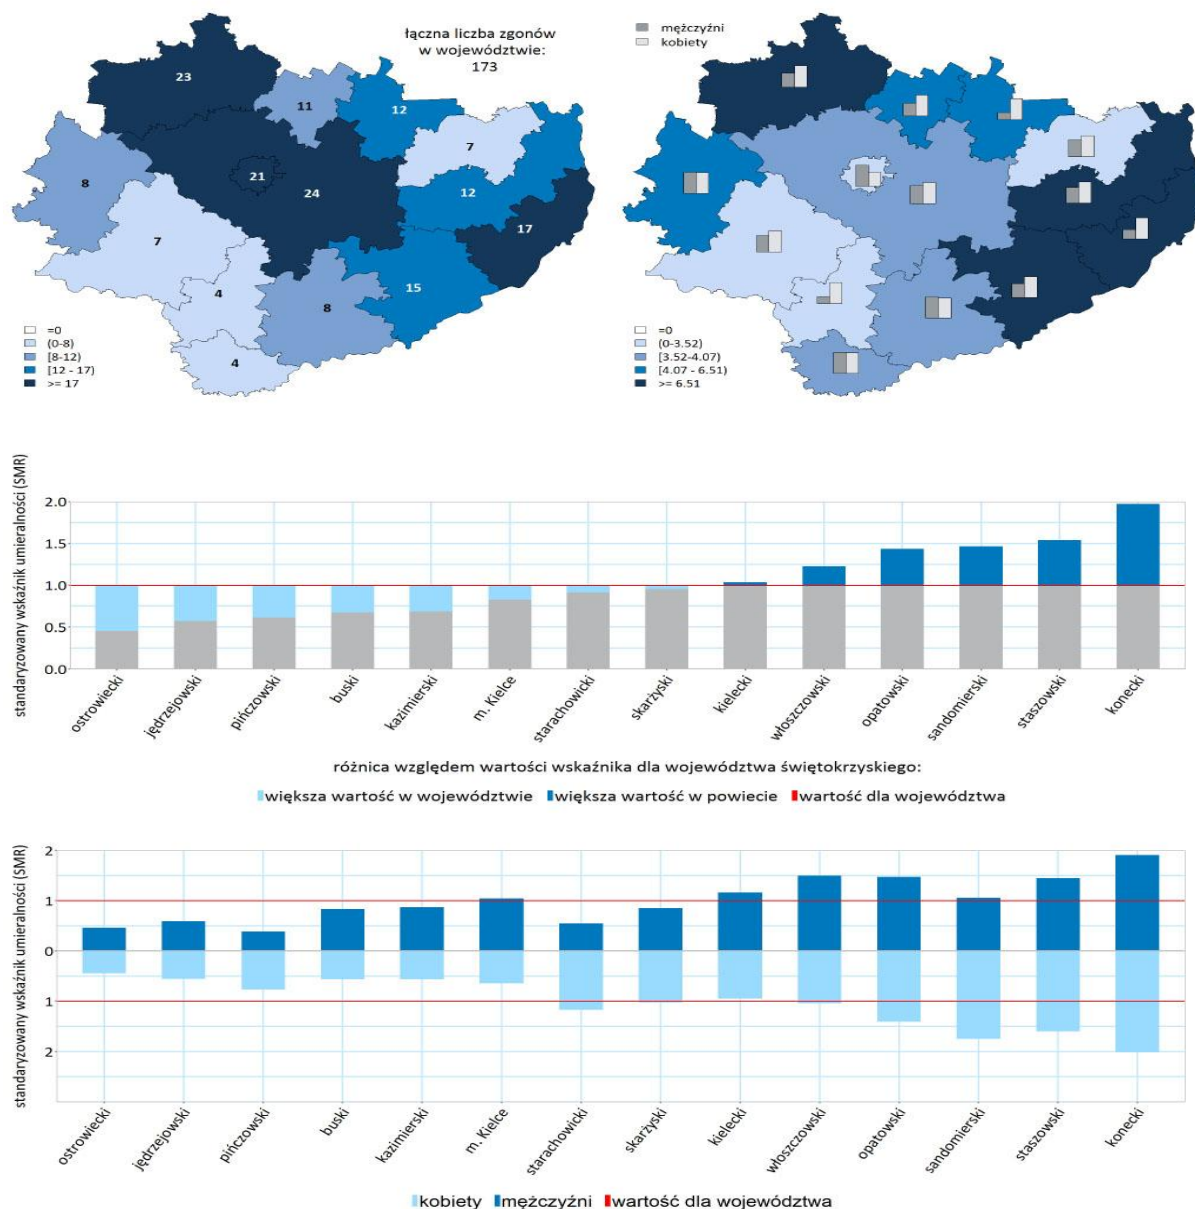 łączna liczba zgonów
w województwie:
173
23
11
12
7
8
21
24
12
17
7
4
15
8
4
=0
(0-8)
[8-12)
[12 - 17)
>= 17
mężczyźni
kobiety
=0
(0-3.52)
[3.52-4.07)
[4.07 - 6.51)
>= 6.51
standaryzowany wskaźnik umieralności (SMR)
2.0
1.5
1.0
0.5
0.0
ostrowiecki
jędrzejowski
pińczowski
buski
kazimierski
m. Kielce
starachowicki
skarżyski
kielecki
włoszczowski
opatowski
sandomierski
staszowski
konecki
różnica względem wartości wskaźnika dla województwa świętokrzyskiego:
większa wartość w województwie większa wartość w powiecie wartość dla województwa
standaryzowany wskaźnik umieralności (SMR)
2
1
0
1
2
ostrowiecki
jędrzejowski
pińczowski
buski
kazimierski
m. Kielce
starachowicki
skarżyski
kielecki
włoszczowski
opatowski
sandomierski
staszowski
konecki
kobiety mężczyźni wartość dla województwa